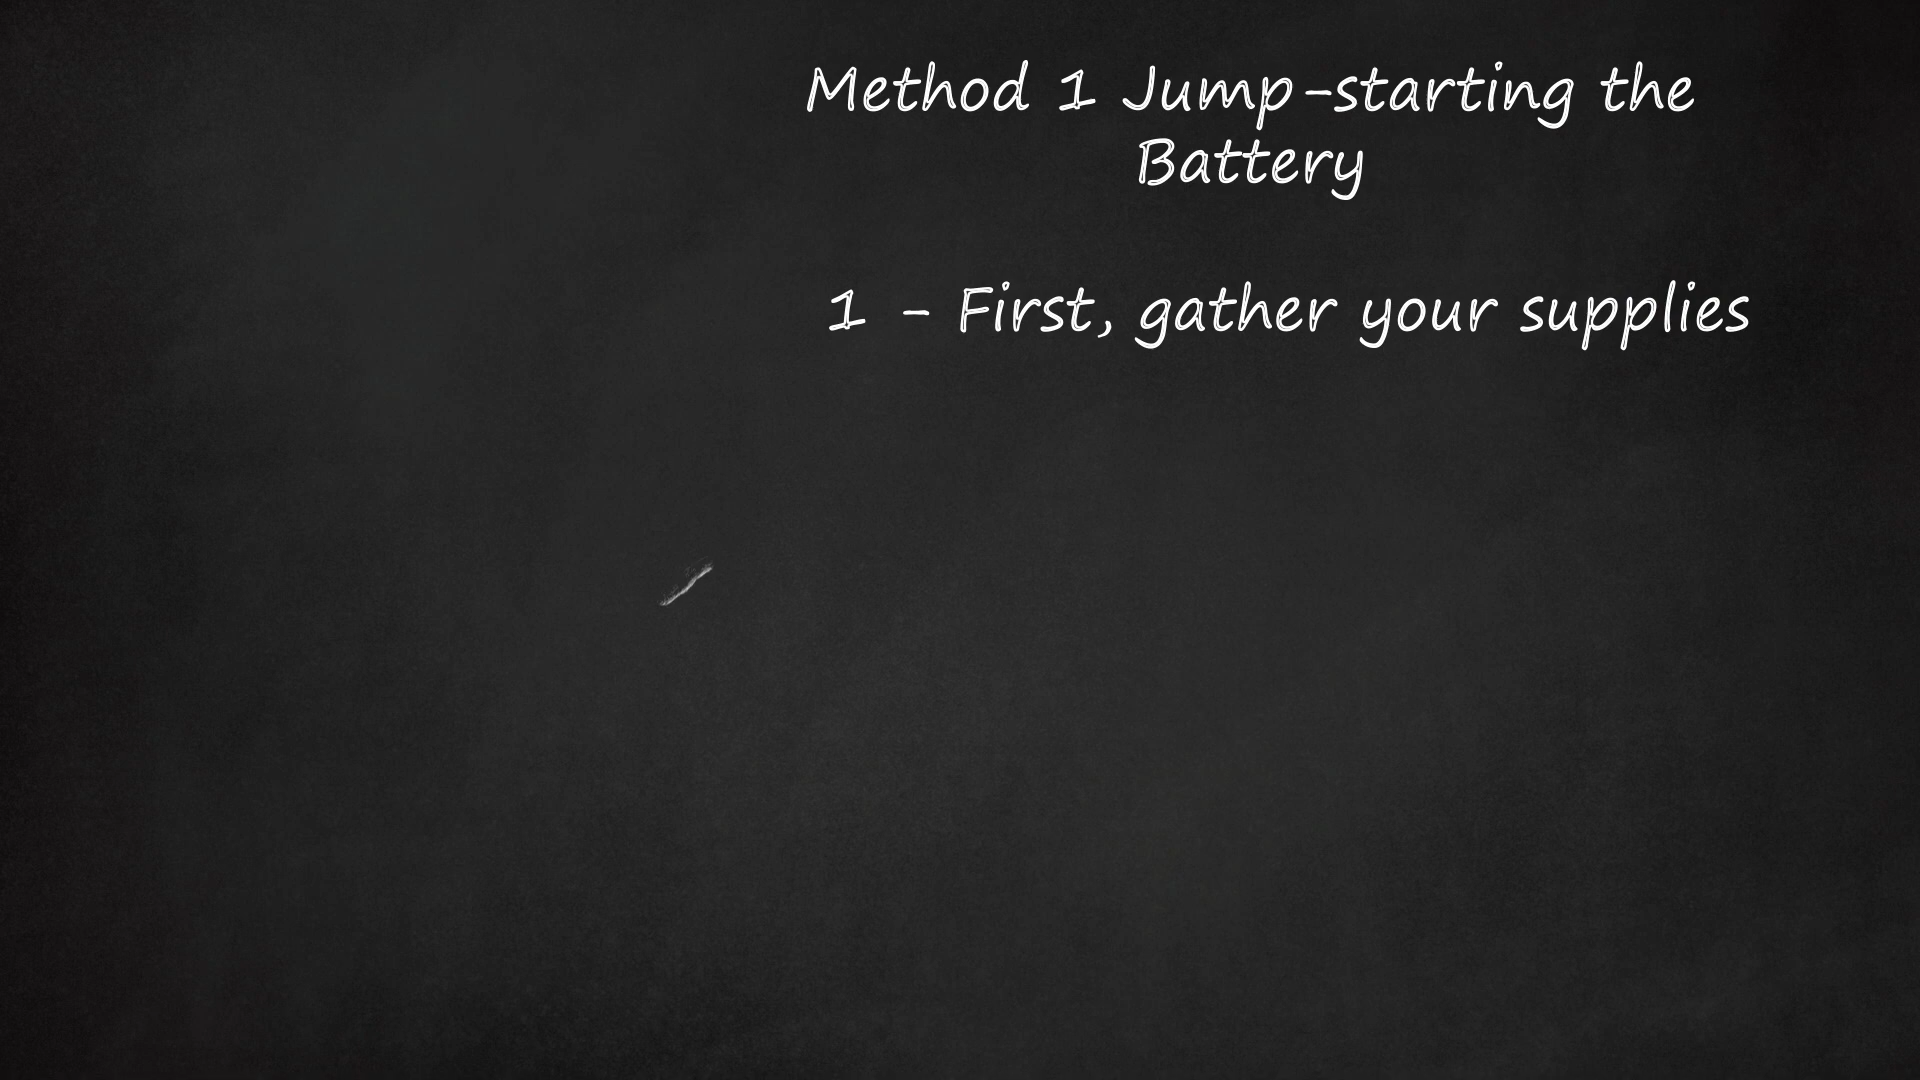 Method 1 Jump-starting the
Battery
1 - First, gather your supplies